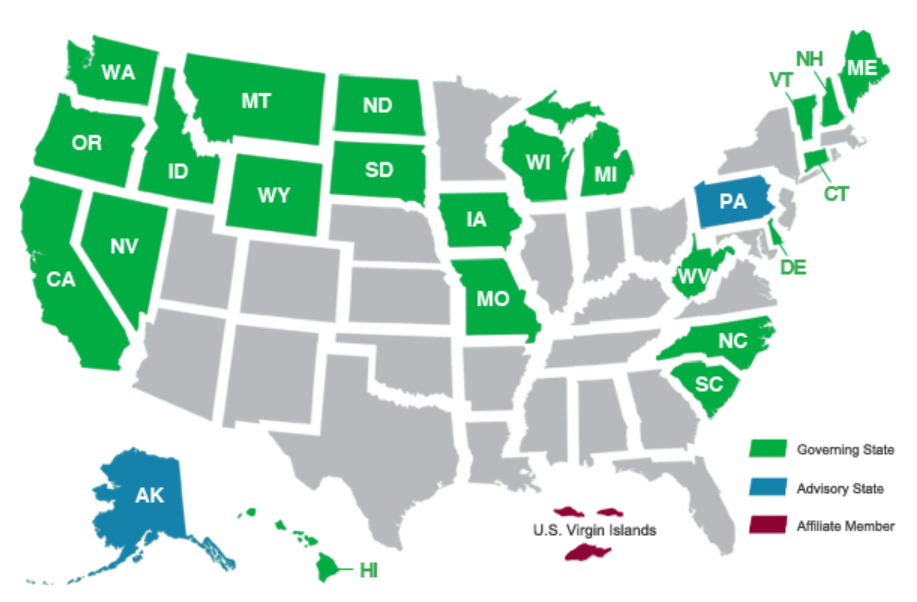 WA
MT
ND
OR
ID
SD
WY
WI
MI
NH
VT
ME
CT
PA
IA
NV
CA
MO
WV
DE
NC
SC
AK
HI
U.S. Virgin Islands
Governing State
Advisory State
Affiliate Member